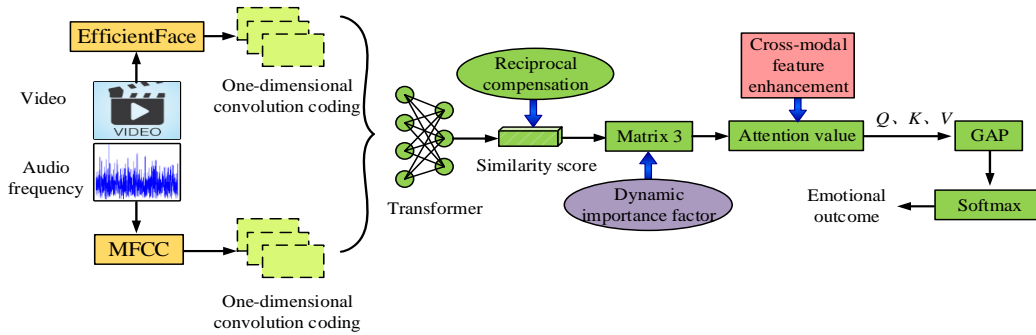 EfficientFace
One-dimensional
convolution coding
Video
VIDEO
Audio
frequency
MFCC
One-dimensional
convolution coding
Transformer
Reciprocal
compensation
Similarity score
Matrix 3
Dynamic
importance factor
Cross-modal
feature
enhancement
Attention value
Q、K、V
GAP
Softmax
Emotional
outcome